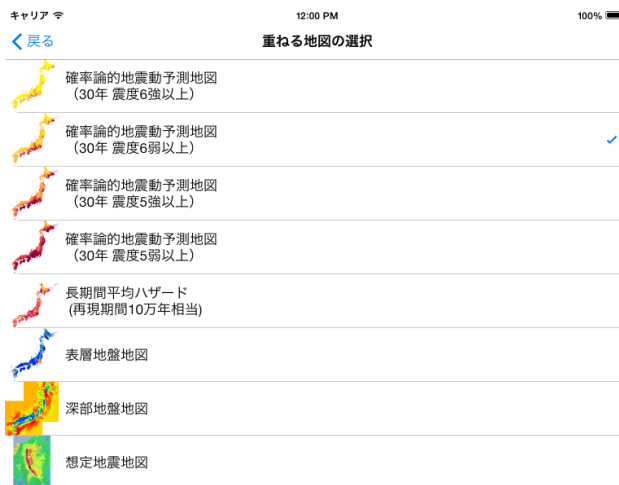 キャリア 12:00 PM 100%
戻る 重ねる地図の選択
確率論的地震動予測地図
（30年 震度6強以上）
確率論的地震動予測地図
（30年 震度6弱以上）
確率論的地震動予測地図
（30年 震度5強以上）
確率論的地震動予測地図
（30年 震度5弱以上）
長期間平均ハザード
(再現期間10万年相当)
表層地盤地図
深部地盤地図
想定地震地図